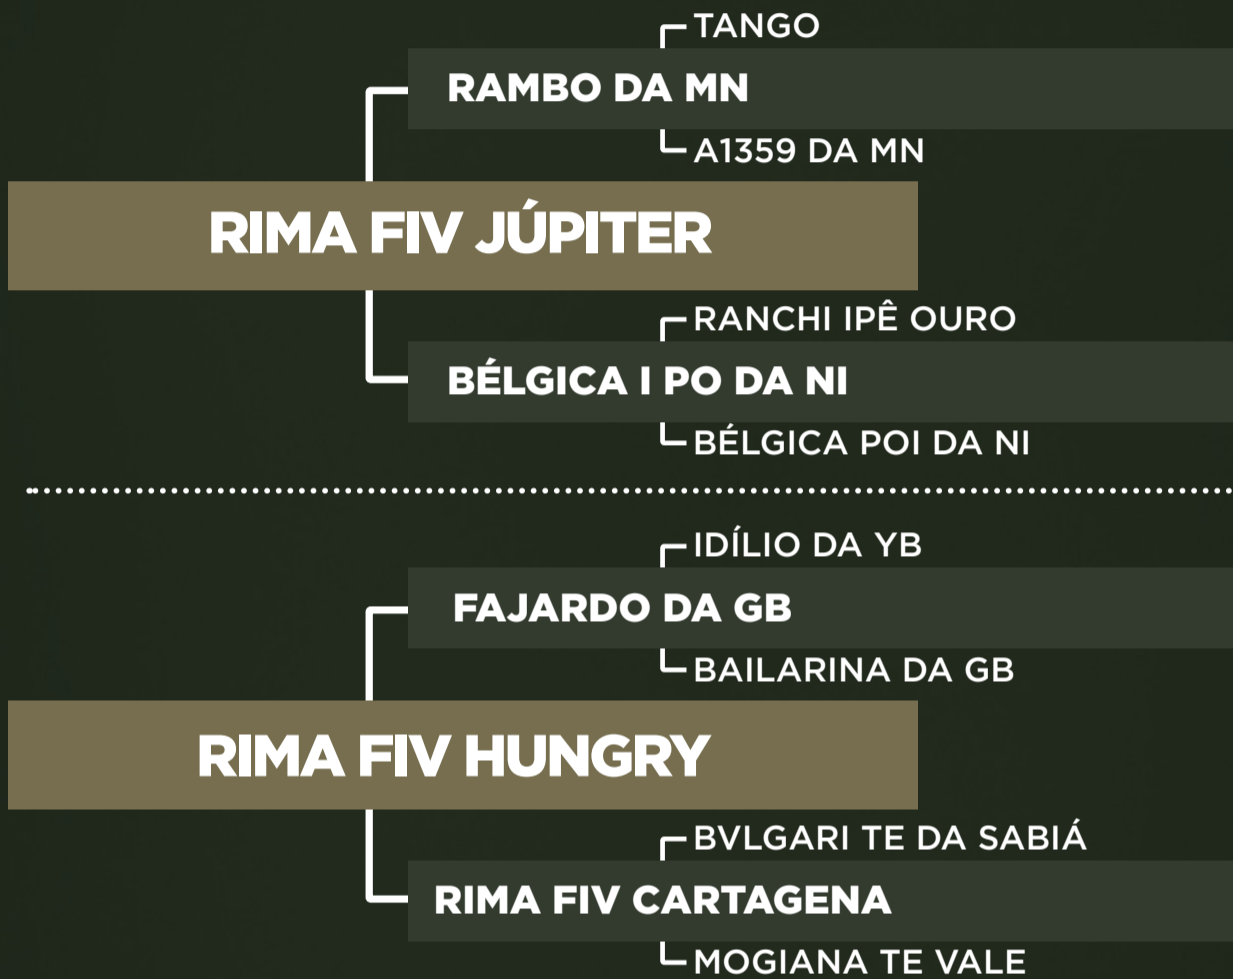 TANGO
RAMBO DA MN
A1359 DA MN
RIMA FIV JÚPITER
RANCHI IPÊ OURO
BÉLGICA I PO DA NI
BÉLGICA POI DA NI
IDÍLIO DA YB
FAJARDO DA GB
BAILARINA DA GB
RIMA FIV HUNGRY
BVLGARI TE DA SABIÁ
RIMA FIV CARTAGENA
MOGIANA TE VALE